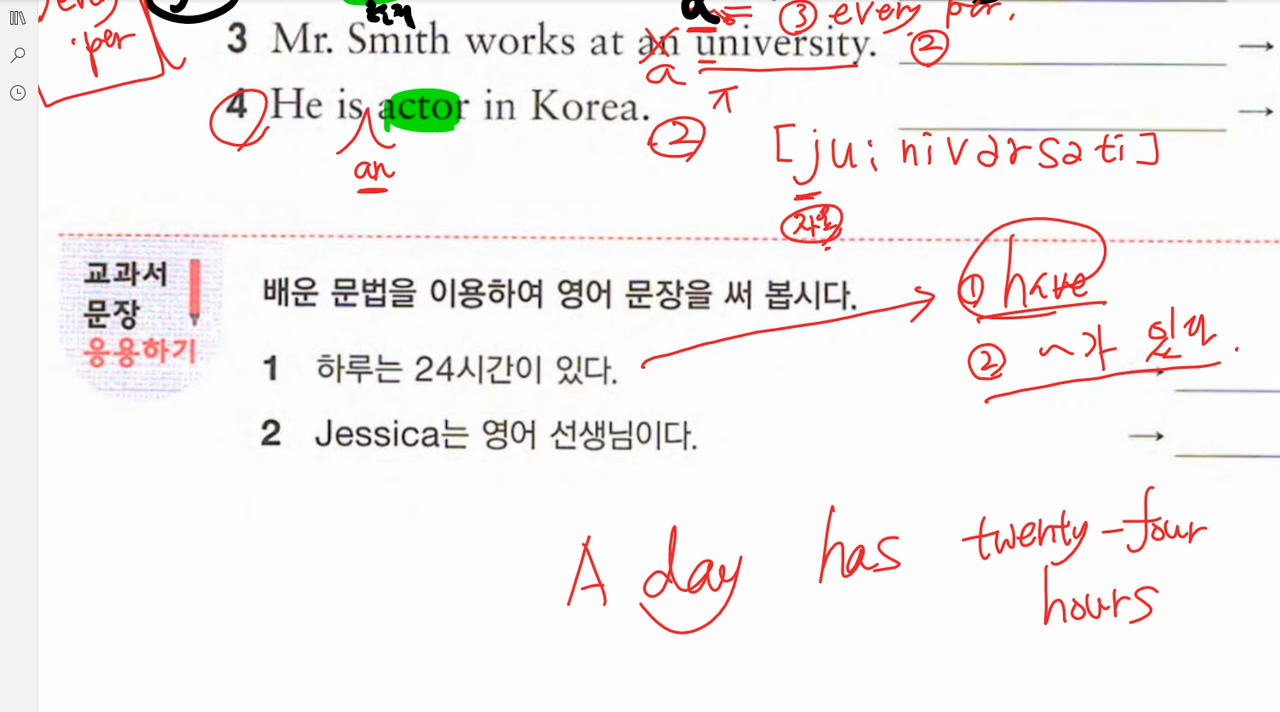 every
·per
a = ③ every per.
3 Mr. Smith works at an university. ② →
a
4 He is actor in Korea. ② →
an
[ju: nivərsəti]
자음
교과서
문장
응용하기
배운 문법을 이용하여 영어 문장을 써 봅시다.
① have
1 하루는 24시간이 있다.
② ~가 있다.
2 Jessica는 영어 선생님이다. →
A day has twenty-four
hours